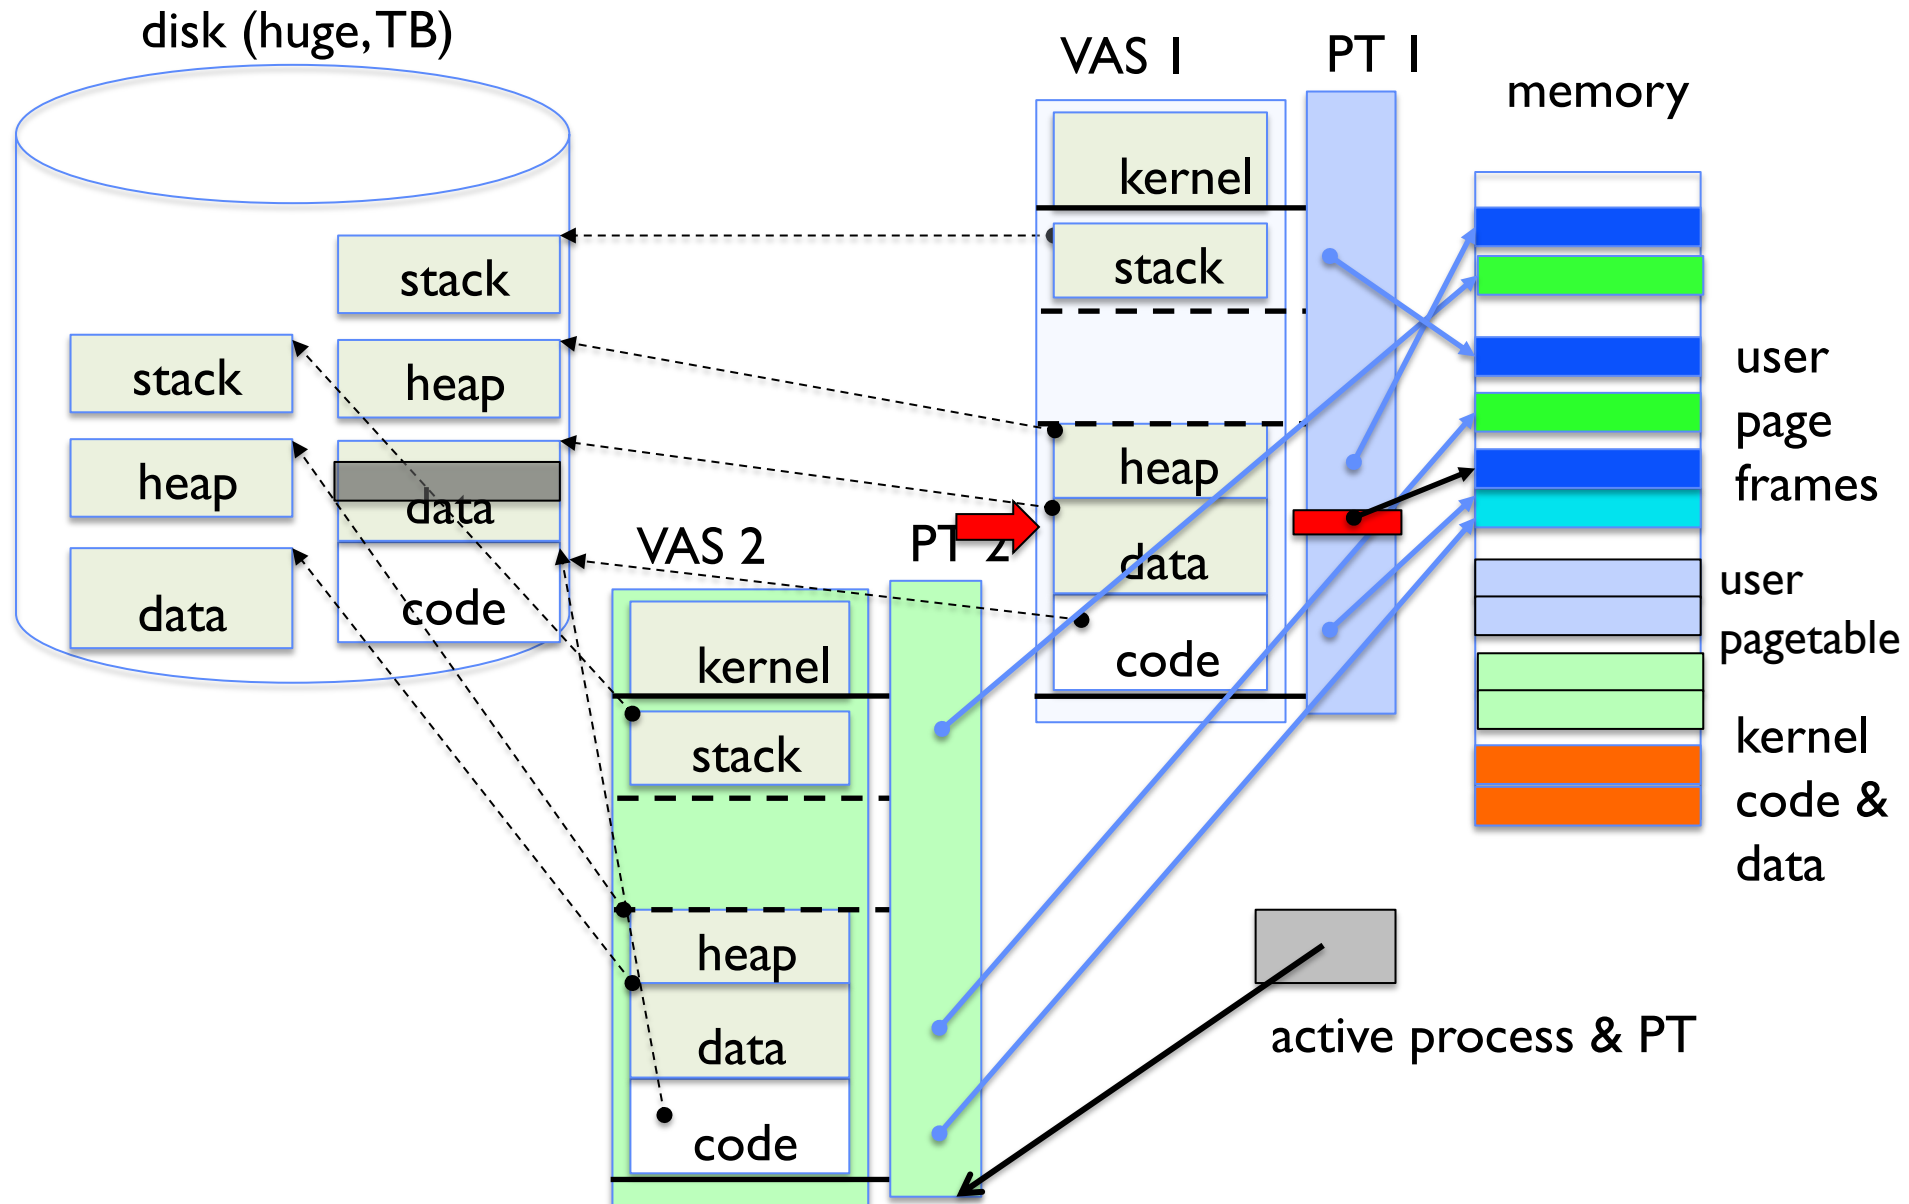 disk (huge, TB)
stack
stack
heap
heap
data
data
code
VAS 1
PT 1
memory
kernel
stack
heap
data
code
VAS 2
PT 2
kernel
stack
heap
data
code
user
page
frames
user
pagetable
kernel
code &
data
active process & PT